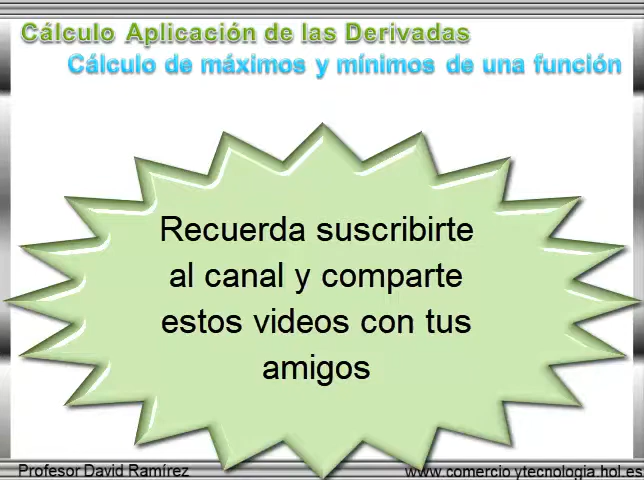 Cálculo Aplicación de las Derivadas
Cálculo de máximos y mínimos de una función
Recuerda suscribirte
al canal y comparte
estos videos con tus
amigos
Profesor David Ramírez
www.comercioytecnologia.hol.es